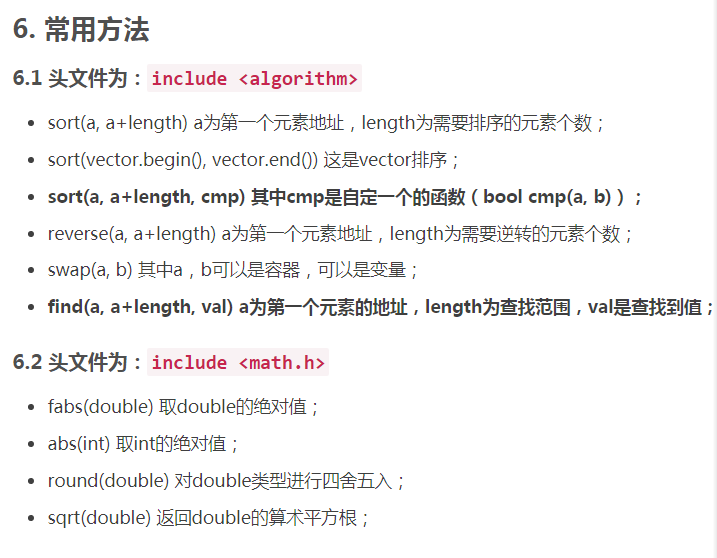 6. 常用方法
6.1 头文件为：include <algorithm>
sort(a, a+length) a为第一个元素地址，length为需要排序的元素个数；
sort(vector.begin(), vector.end()) 这是vector排序；
sort(a, a+length, cmp) 其中cmp是自定一个的函数（bool cmp(a, b)）；
reverse(a, a+length) a为第一个元素地址，length为需要逆转的元素个数；
swap(a, b) 其中a，b可以是容器，可以是变量；
find(a, a+length, val) a为第一个元素的地址，length为查找范围，val是查找到值；
6.2 头文件为：include <math.h>
fabs(double) 取double的绝对值；
abs(int) 取int的绝对值；
round(double) 对double类型进行四舍五入；
sqrt(double) 返回double的算术平方根；